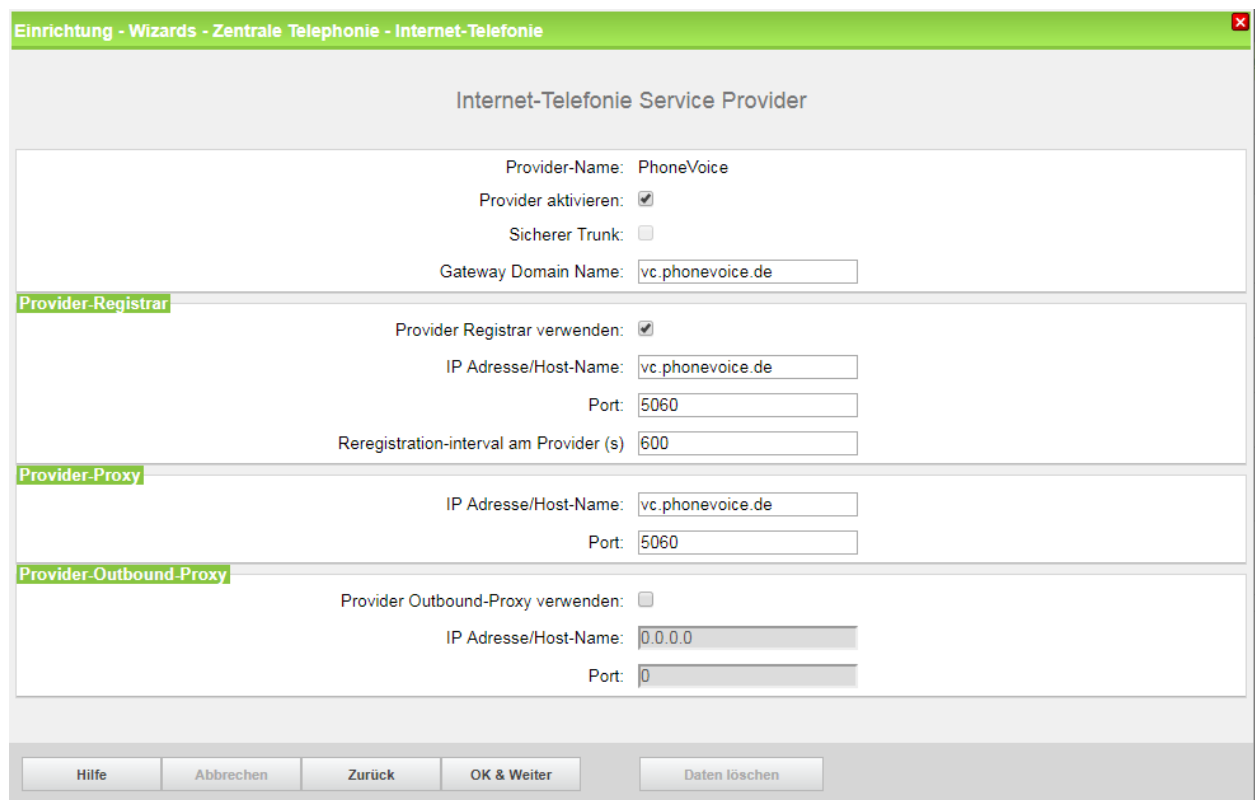 Einrichtung - Wizards - Zentrale Telephonie - Internet-Telefonie
Internet-Telefonie Service Provider
Provider-Name: PhoneVoice
Provider aktivieren:
Sicherer Trunk:
Gateway Domain Name: vc.phonevoice.de
Provider-Registrar
Provider Registrar verwenden:
IP Adresse/Host-Name: vc.phonevoice.de
Port: 5060
Reregistration-interval am Provider (s) 600
Provider-Proxy
IP Adresse/Host-Name: vc.phonevoice.de
Port: 5060
Provider-Outbound-Proxy
Provider Outbound-Proxy verwenden:
IP Adresse/Host-Name: 0.0.0.0
Port: 0
Hilfe Abbrechen Zurück OK & Weiter Daten löschen